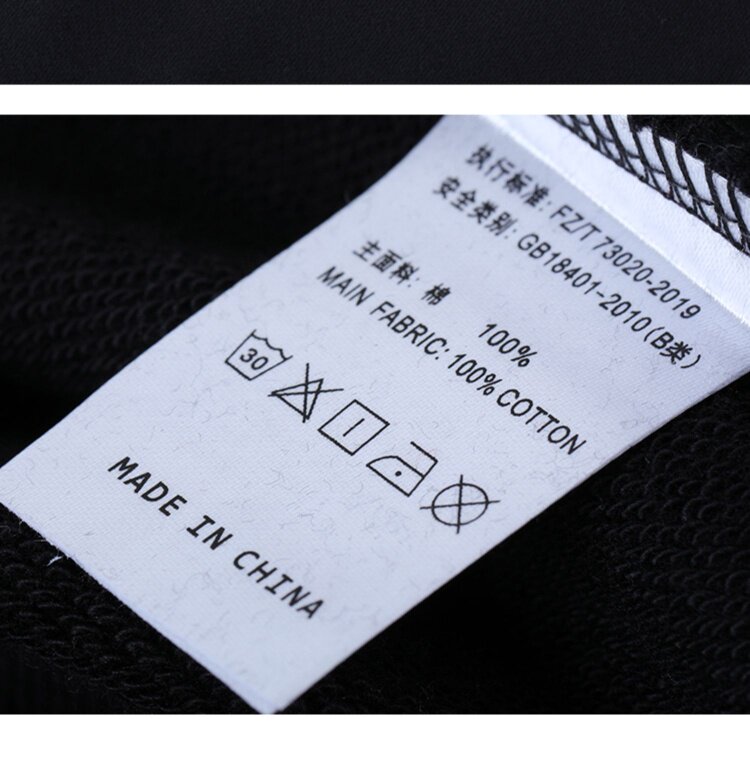 执行标准: FZ/T 73020-2019
安全类别: GB18401-2010(B类)
主面料: 棉 100%
MAIN FABRIC: 100% COTTON
30
MADE IN CHINA